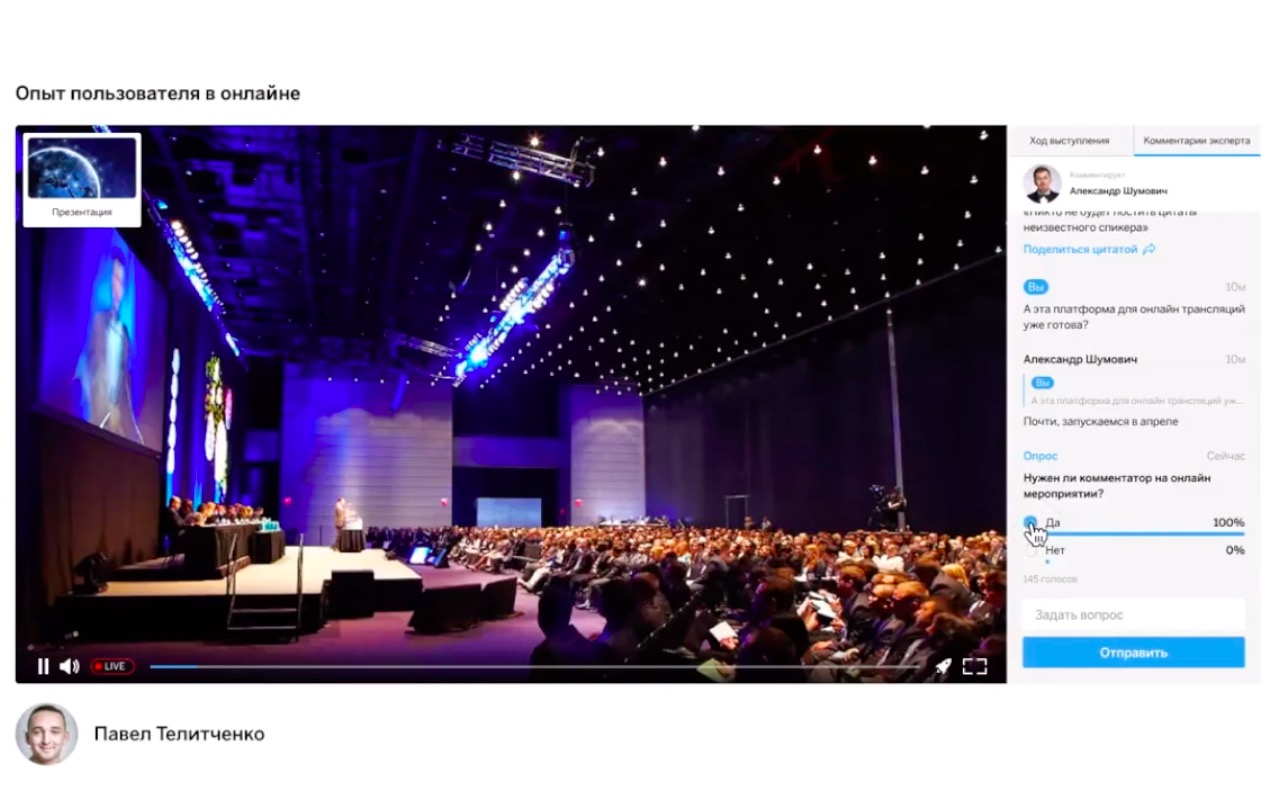 Опыт пользователя в онлайне
Презентация
LIVE
Ход выступления
Комментарии эксперта
Комментирует
Александр Шумович
«Никто не будет постить цитаты
неизвестного спикера»
Поделиться цитатой
Вы 10м
А эта платформа для онлайн трансляций
уже готова?
Александр Шумович 10м
Вы
А эта платформа для онлайн трансляций уж...
Почти, запускаемся в апреле
Опрос Сейчас
Нужен ли комментатор на онлайн
мероприятии?
Да 100%
Нет 0%
145 голосов
Задать вопрос
Отправить
Павел Телитченко